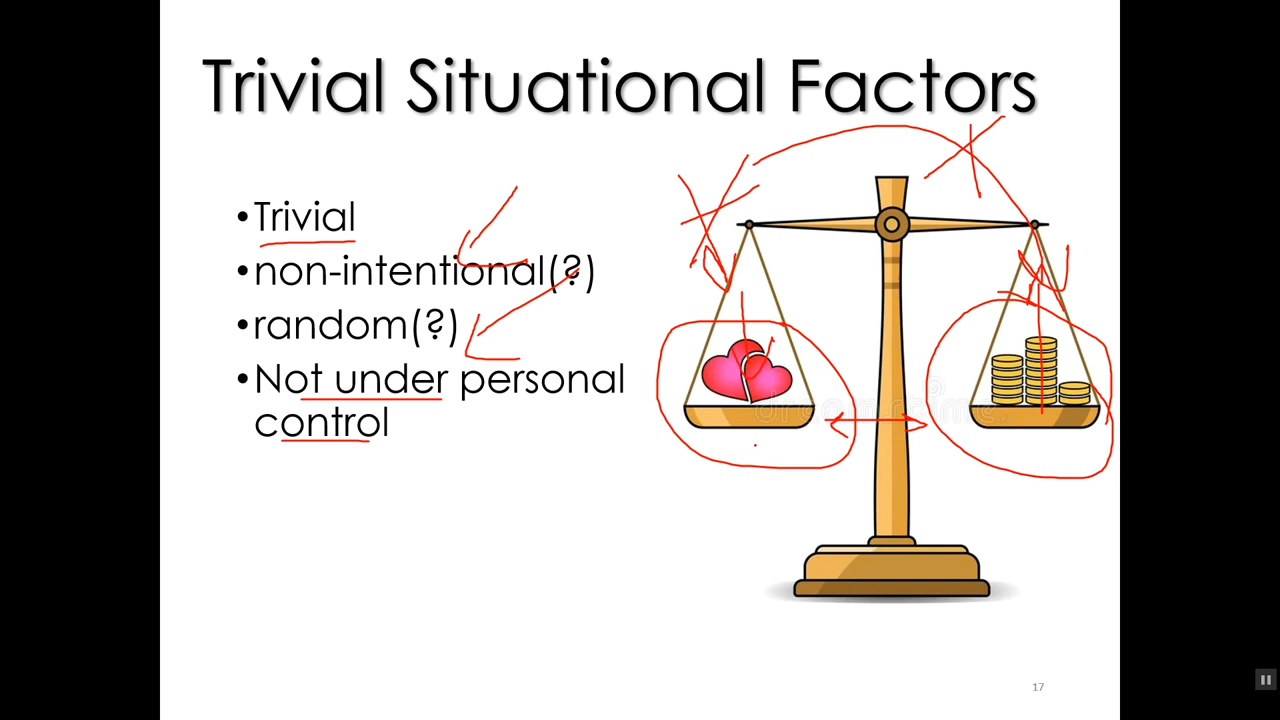 Trivial Situational Factors
•Trivial
•non-intentional(?)
•random(?)
•Not under personal
control
17